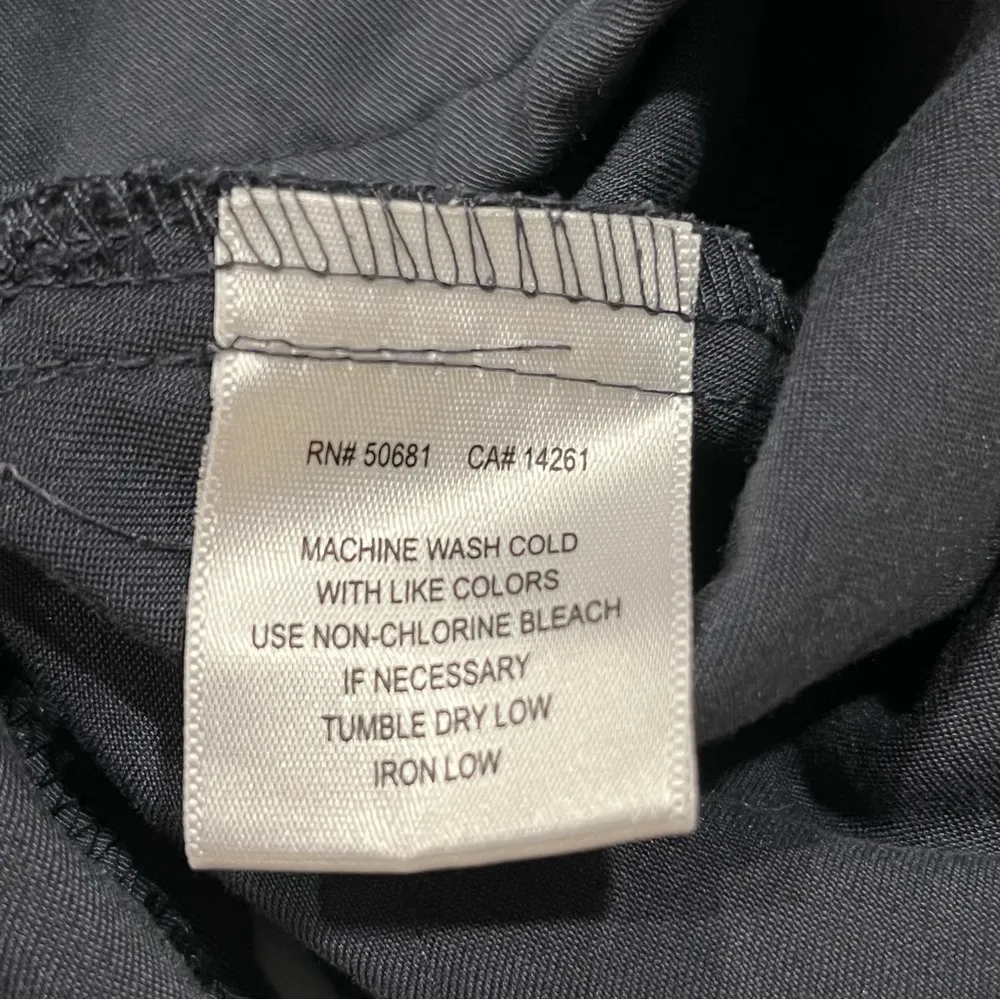 RN# 50681 CA# 14261
MACHINE WASH COLD
WITH LIKE COLORS
USE NON-CHLORINE BLEACH
IF NECESSARY
TUMBLE DRY LOW
IRON LOW